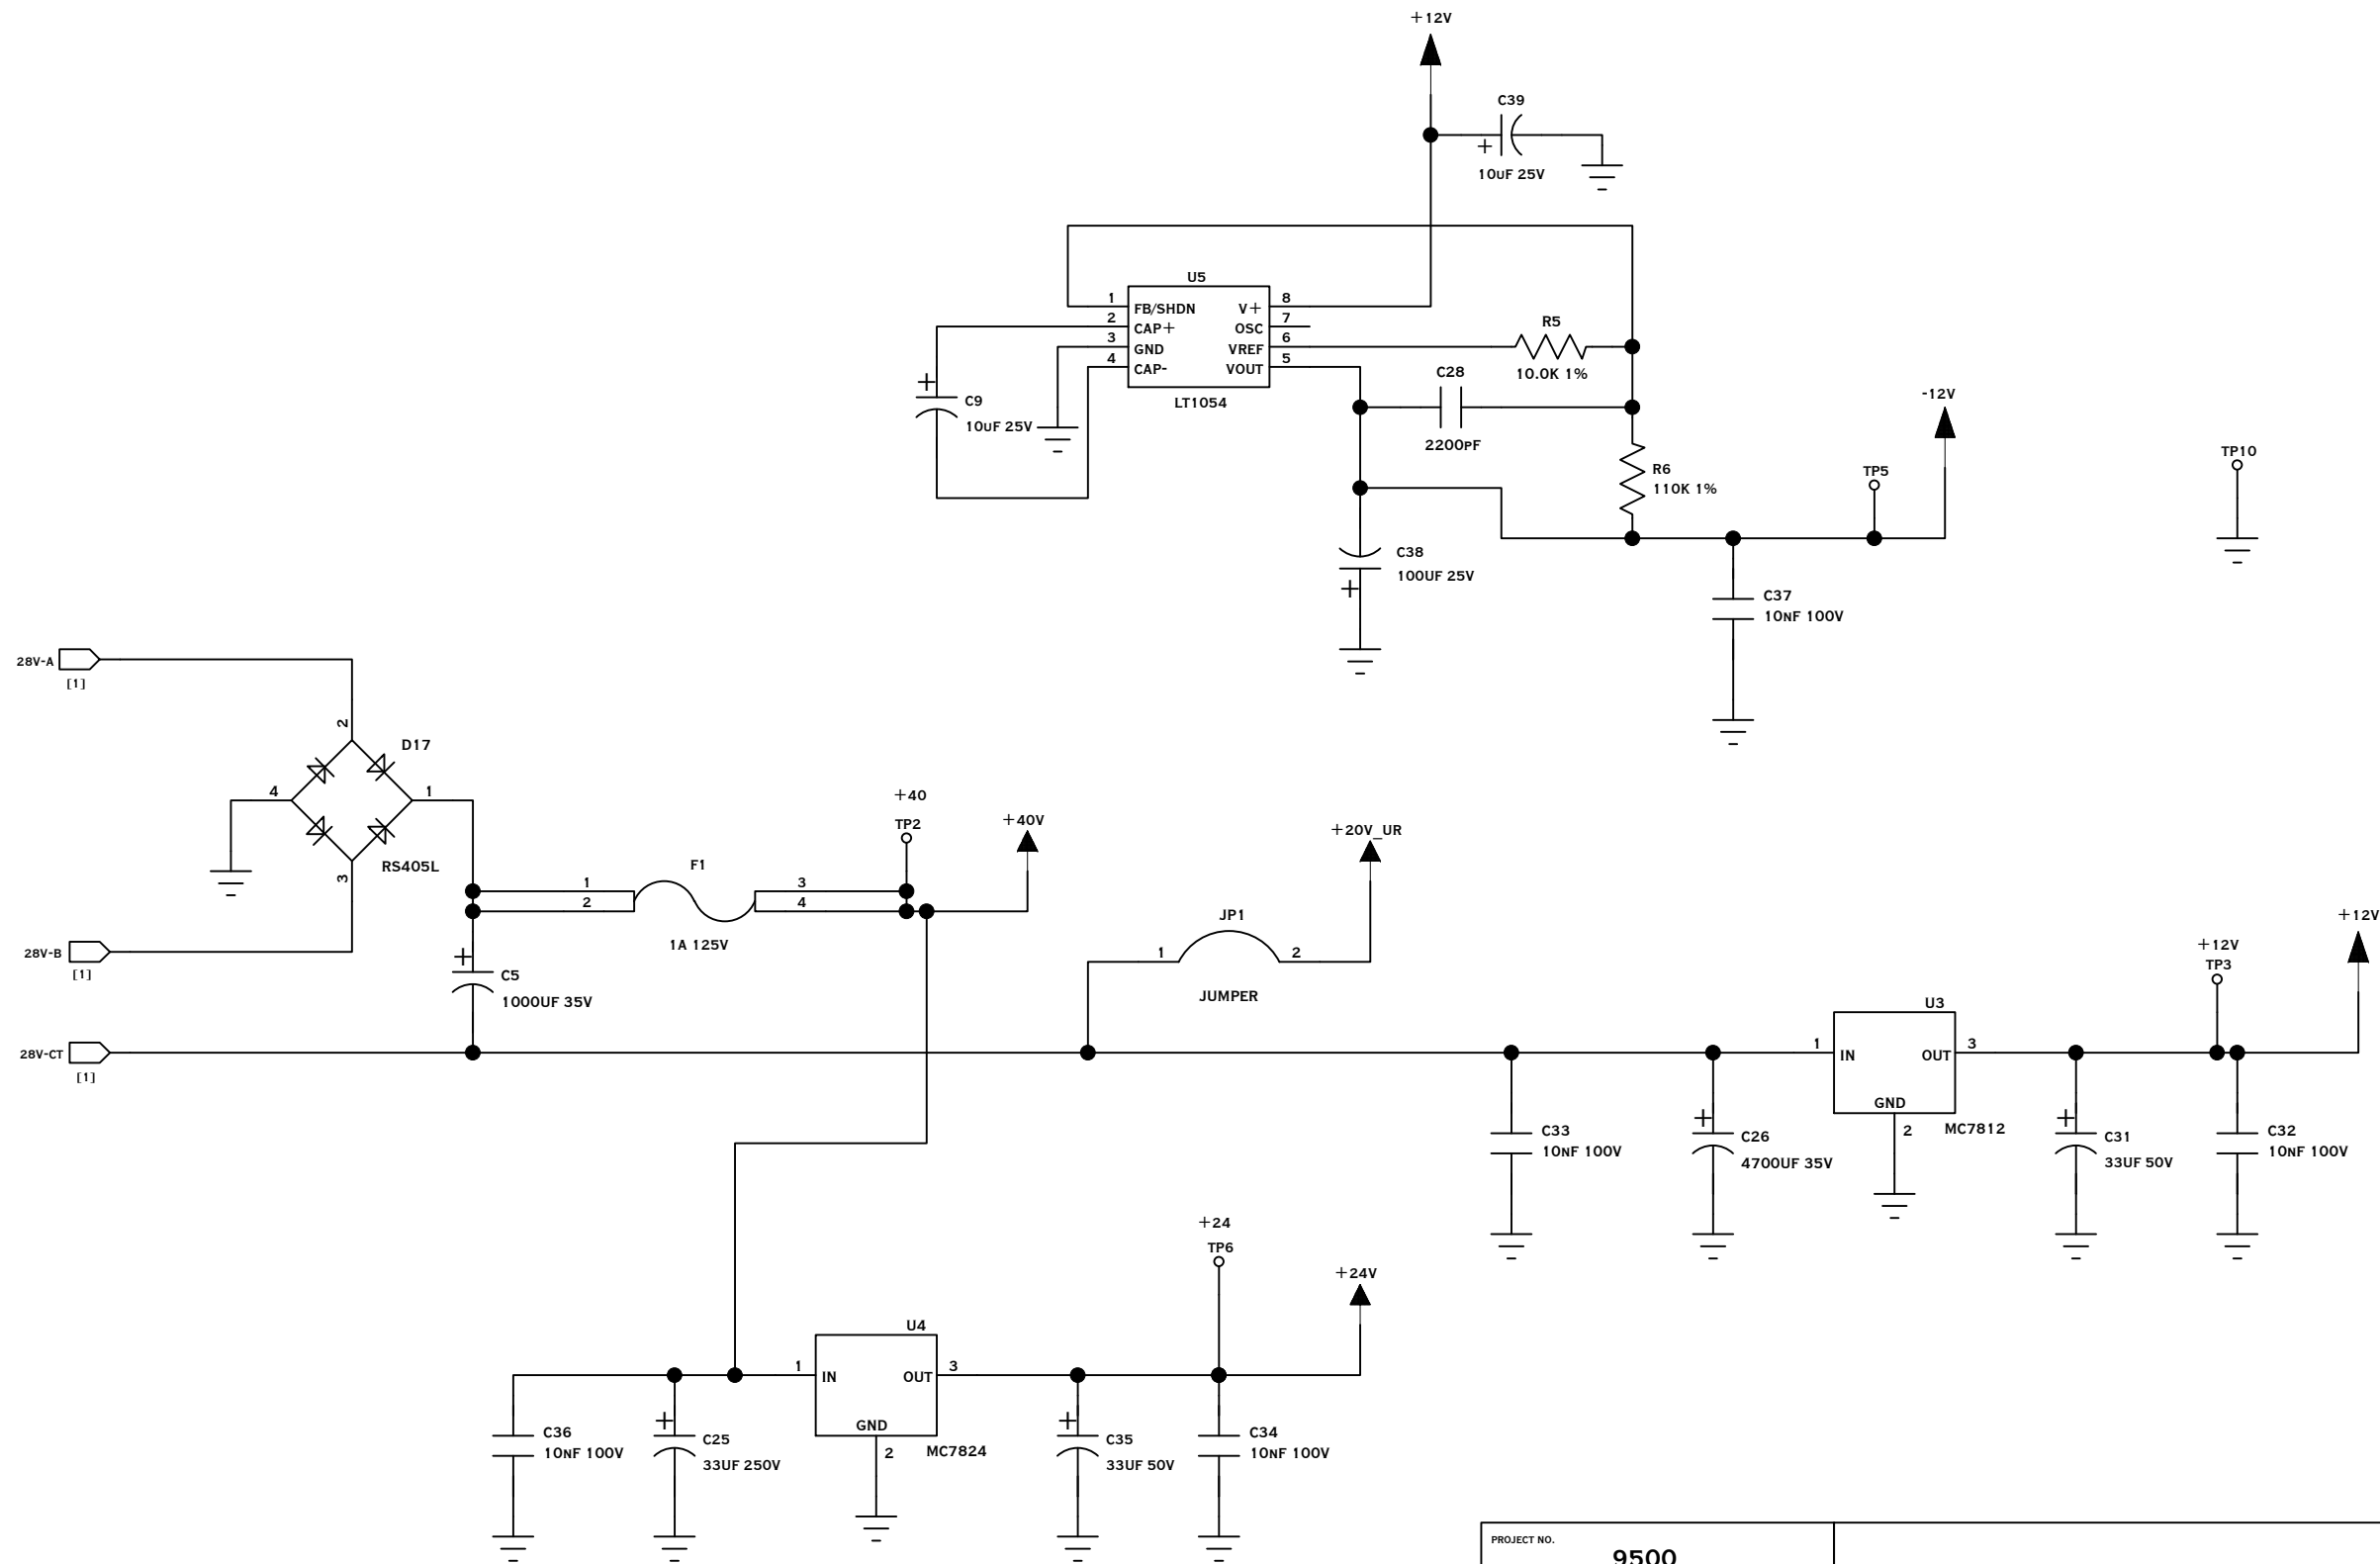 +12V
C39
+
10UF 25V
U5
1 FB/SHDN V+ 8
2 CAP+ OSC 7
3 GND VREF 6
4 CAP- VOUT 5
LT1054
R5
10.0K 1%
+
C9
10UF 25V
C28
2200PF
-12V
R6
110K 1%
TP5
TP10
C38
100UF 25V
+
C37
10NF 100V
28V-A
[1]
2
D17
4
1
RS405L
3
+40
TP2
+40V
+20V_UR
F1
1 3
2 4
1A 125V
JP1
1 2
JUMPER
28V-B
[1]
+
C5
1000UF 35V
+12V
+12V
TP3
U3
28V-CT
[1]
1 IN OUT 3
GND
2
MC7812
C33
10NF 100V
+
C26
4700UF 35V
+
C31
33UF 50V
C32
10NF 100V
+24
TP6
+24V
U4
1 IN OUT 3
GND
2
MC7824
C36
10NF 100V
+
C25
33UF 250V
+
C35
33UF 50V
C34
10NF 100V
PROJECT NO.
9500